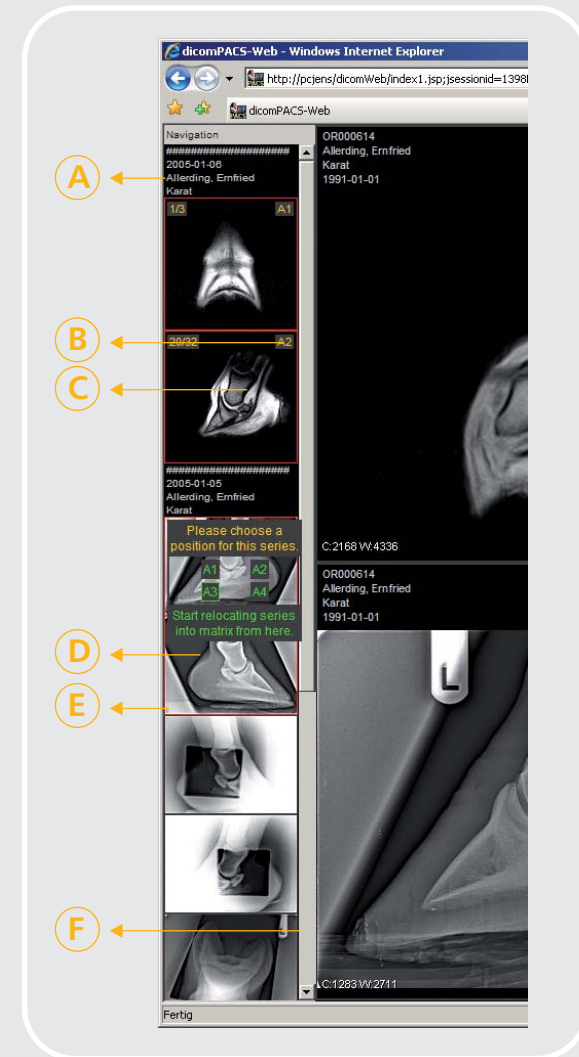 dicomPACS-Web - Windows Internet Explorer
http://pcjens/dicomWeb/index1.jsp;jsessionid=1398
dicomPACS-Web
Navigation
####################
2005-01-06
Allerding, Ernfried
Karat
A
1/3 A1
B
20/32 A2
C
####################
2005-01-05
Allerding, Ernfried
Karat
Please choose a
position for this series.
A1 A2
A3 A4
Start relocating series
into matrix from here.
D
E
F
Fertig
OR000614
Allerding, Ernfried
Karat
1991-01-01
C:2168 W:4336
OR000614
Allerding, Ernfried
Karat
1991-01-01
L
C:1283 W:2711